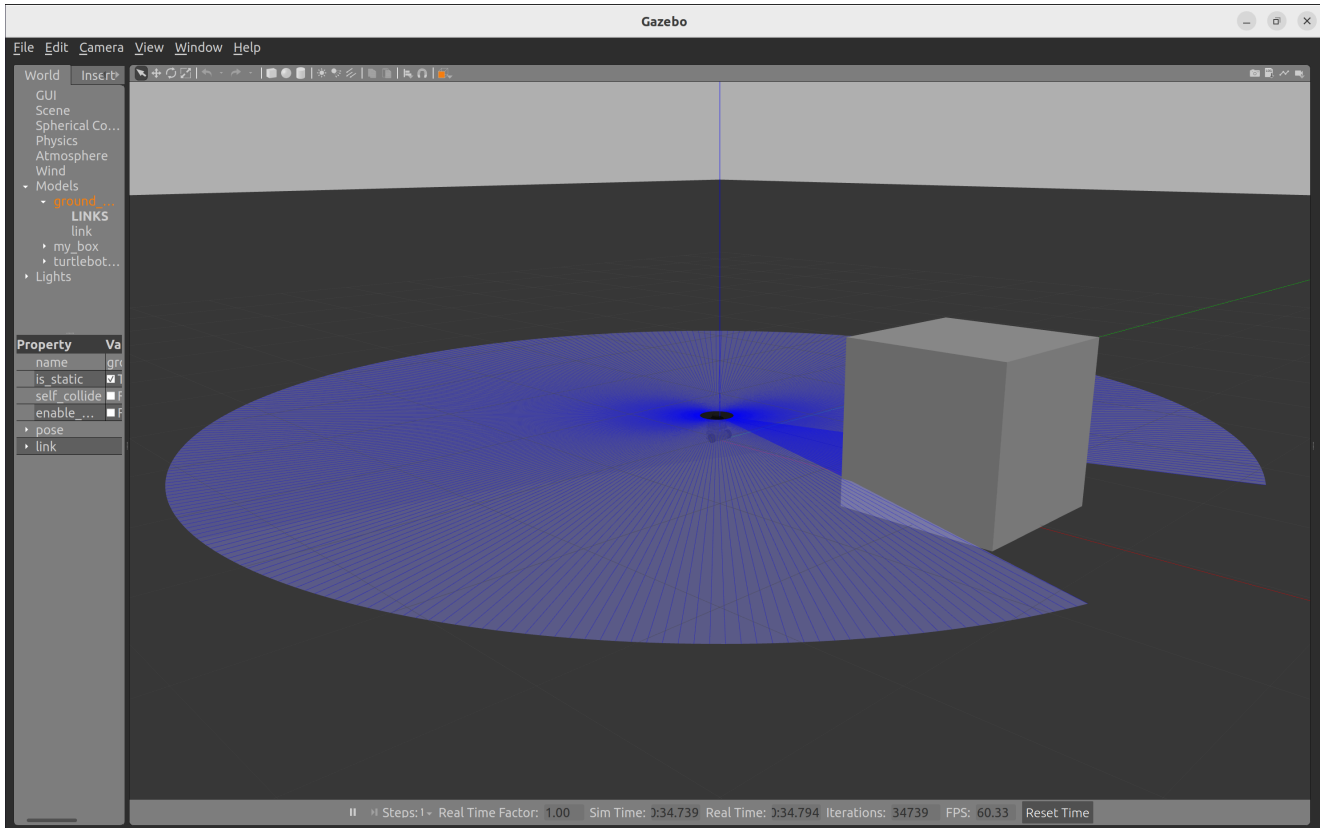 Gazebo
File Edit Camera View Window Help
World Insert
GUI
Scene
Spherical Co...
Physics
Atmosphere
Wind
Models
ground_...
LINKS
link
my_box
turtlebot...
Lights
Property Va
name gr
is_static T
self_collide F
enable_... F
pose
link
Steps: 1 Real Time Factor: 1.00 Sim Time: 0:34.739 Real Time: 0:34.794 Iterations: 34739 FPS: 60.33 Reset Time